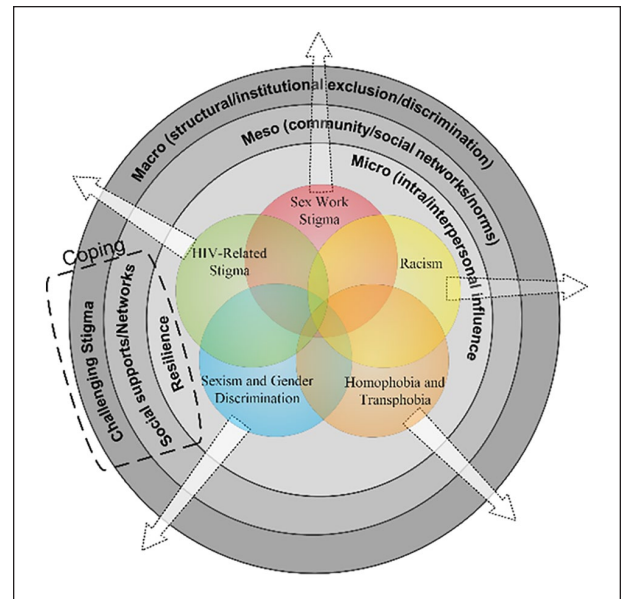 Macro (structural/institutional exclusion/discrimination)
Meso (community/social networks/norms)
Micro (intra/interpersonal influence
Sex Work
Stigma
HIV-Related
Stigma
Racism
Sexism and Gender
Discrimination
Homophobia and
Transphobia
Coping
Challenging Stigma
Social supports/Networks
Resilience